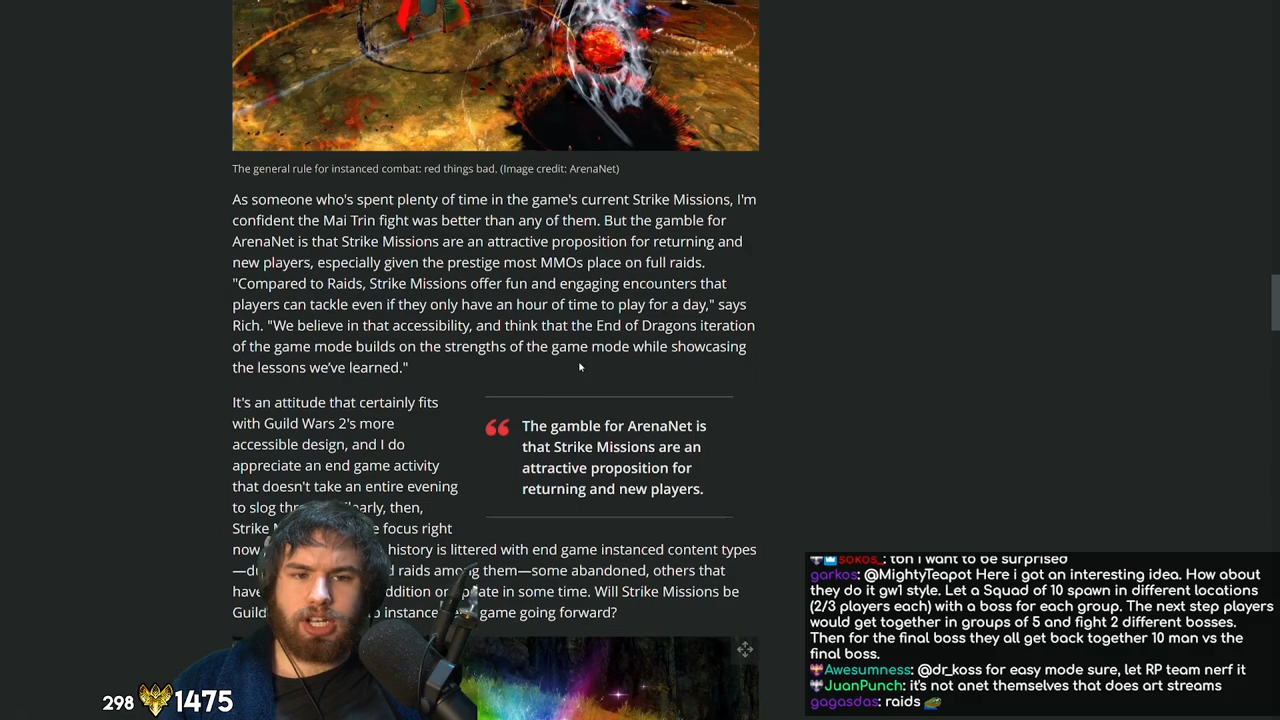 The general rule for instanced combat: red things bad. (Image credit: ArenaNet)
As someone who's spent plenty of time in the game's current Strike Missions, I'm
confident the Mai Trin fight was better than any of them. But the gamble for
ArenaNet is that Strike Missions are an attractive proposition for returning and
new players, especially given the prestige most MMOs place on full raids.
"Compared to Raids, Strike Missions offer fun and engaging encounters that
players can tackle even if they only have an hour of time to play for a day," says
Rich. "We believe in that accessibility, and think that the End of Dragons iteration
of the game mode builds on the strengths of the game mode while showcasing
the lessons we've learned."
It's an attitude that certainly fits
with Guild Wars 2's more
accessible design, and I do
appreciate an end game activity
that doesn't take an entire evening
to slog
Strike focus right
now history is littered with end game instanced content types
raids among them—some abandoned, others that
have in some time. Will Strike Missions be
Guild game going forward?
“ The gamble for ArenaNet is
that Strike Missions are an
attractive proposition for
returning and new players.
sokos_: tbh i want to be surprised
garkos: @MightyTeapot Here i got an interesting idea. How about
they do it gw1 style. Let a Squad of 10 spawn in different locations
(2/3 players each) with a boss for each group. The next step players
would get together in groups of 5 and fight 2 different bosses.
Then for the final boss they all get back together 10 man vs the
final boss.
Awesumness: @dr_koss for easy mode sure, let RP team nerf it
JuanPunch: it's not anet themselves that does art streams
gagasdas: raids
298 1475